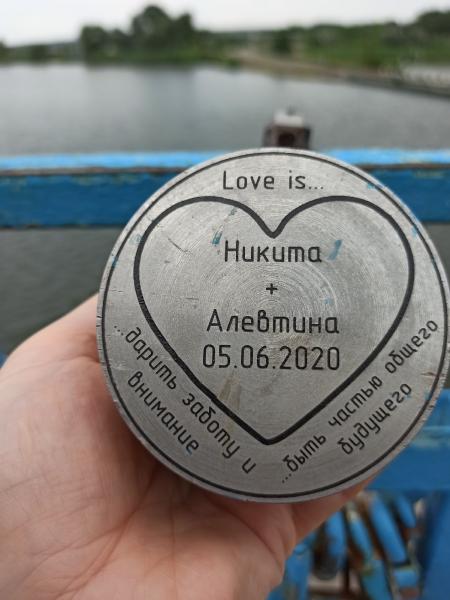 Love is...
Никита
+
Алевтина
05.06.2020
...дарить заботу и
внимание
...быть частью общего
будущего